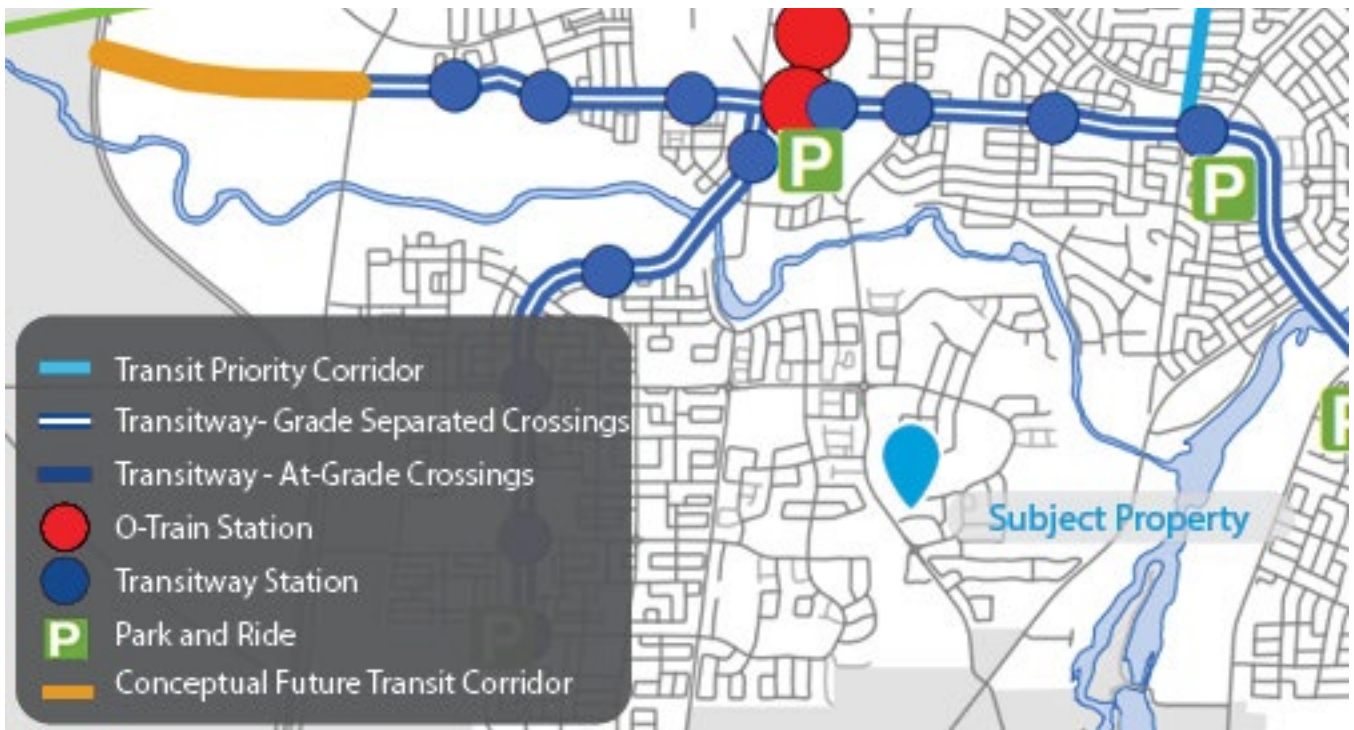 P
P
P
Transit Priority Corridor
Transitway- Grade Separated Crossings
Transitway - At-Grade Crossings
O-Train Station
Transitway Station
P Park and Ride
Conceptual Future Transit Corridor
Subject Property